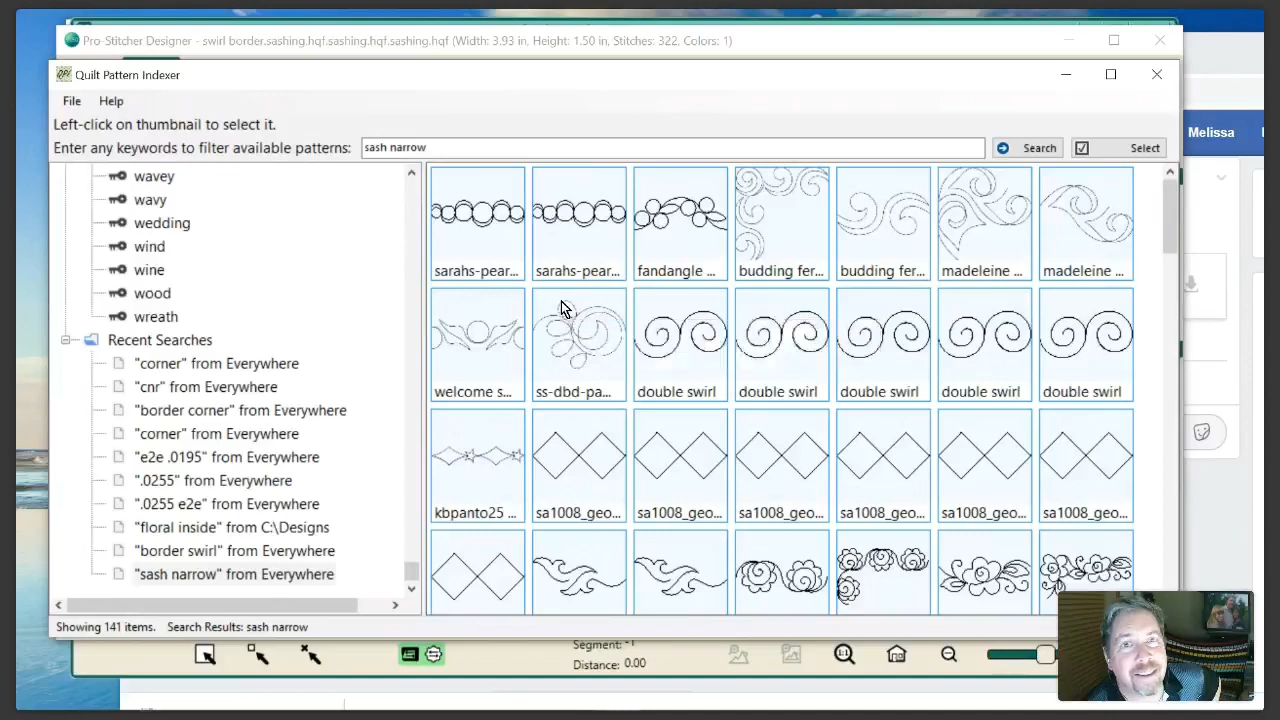 Pro-Stitcher Designer - swirl border.sashing.hqf.sashing.hqf.sashing.hqf (Width: 3.93 in, Height: 1.50 in, Stitches: 322, Colors: 1)
QPI Quilt Pattern Indexer
File Help
Melissa
Left-click on thumbnail to select it.
Enter any keywords to filter available patterns: sash narrow Search Select
wavey
wavy
wedding
wind
wine
wood
wreath
Recent Searches
"corner" from Everywhere
"cnr" from Everywhere
"border corner" from Everywhere
"corner" from Everywhere
"e2e .0195" from Everywhere
".0255" from Everywhere
".0255 e2e" from Everywhere
"floral inside" from C:\Designs
"border swirl" from Everywhere
"sash narrow" from Everywhere
sarahs-pear... sarahs-pear... fandangle ... budding fer... budding fer... madeleine ... madeleine ...
welcome s... ss-dbd-pa... double swirl double swirl double swirl double swirl double swirl
kbpanto25 ... sa1008_geo... sa1008_geo... sa1008_geo... sa1008_geo... sa1008_geo... sa1008_geo...
Showing 141 items. Search Results: sash narrow
Segment: -1
Distance: 0.00
1:1